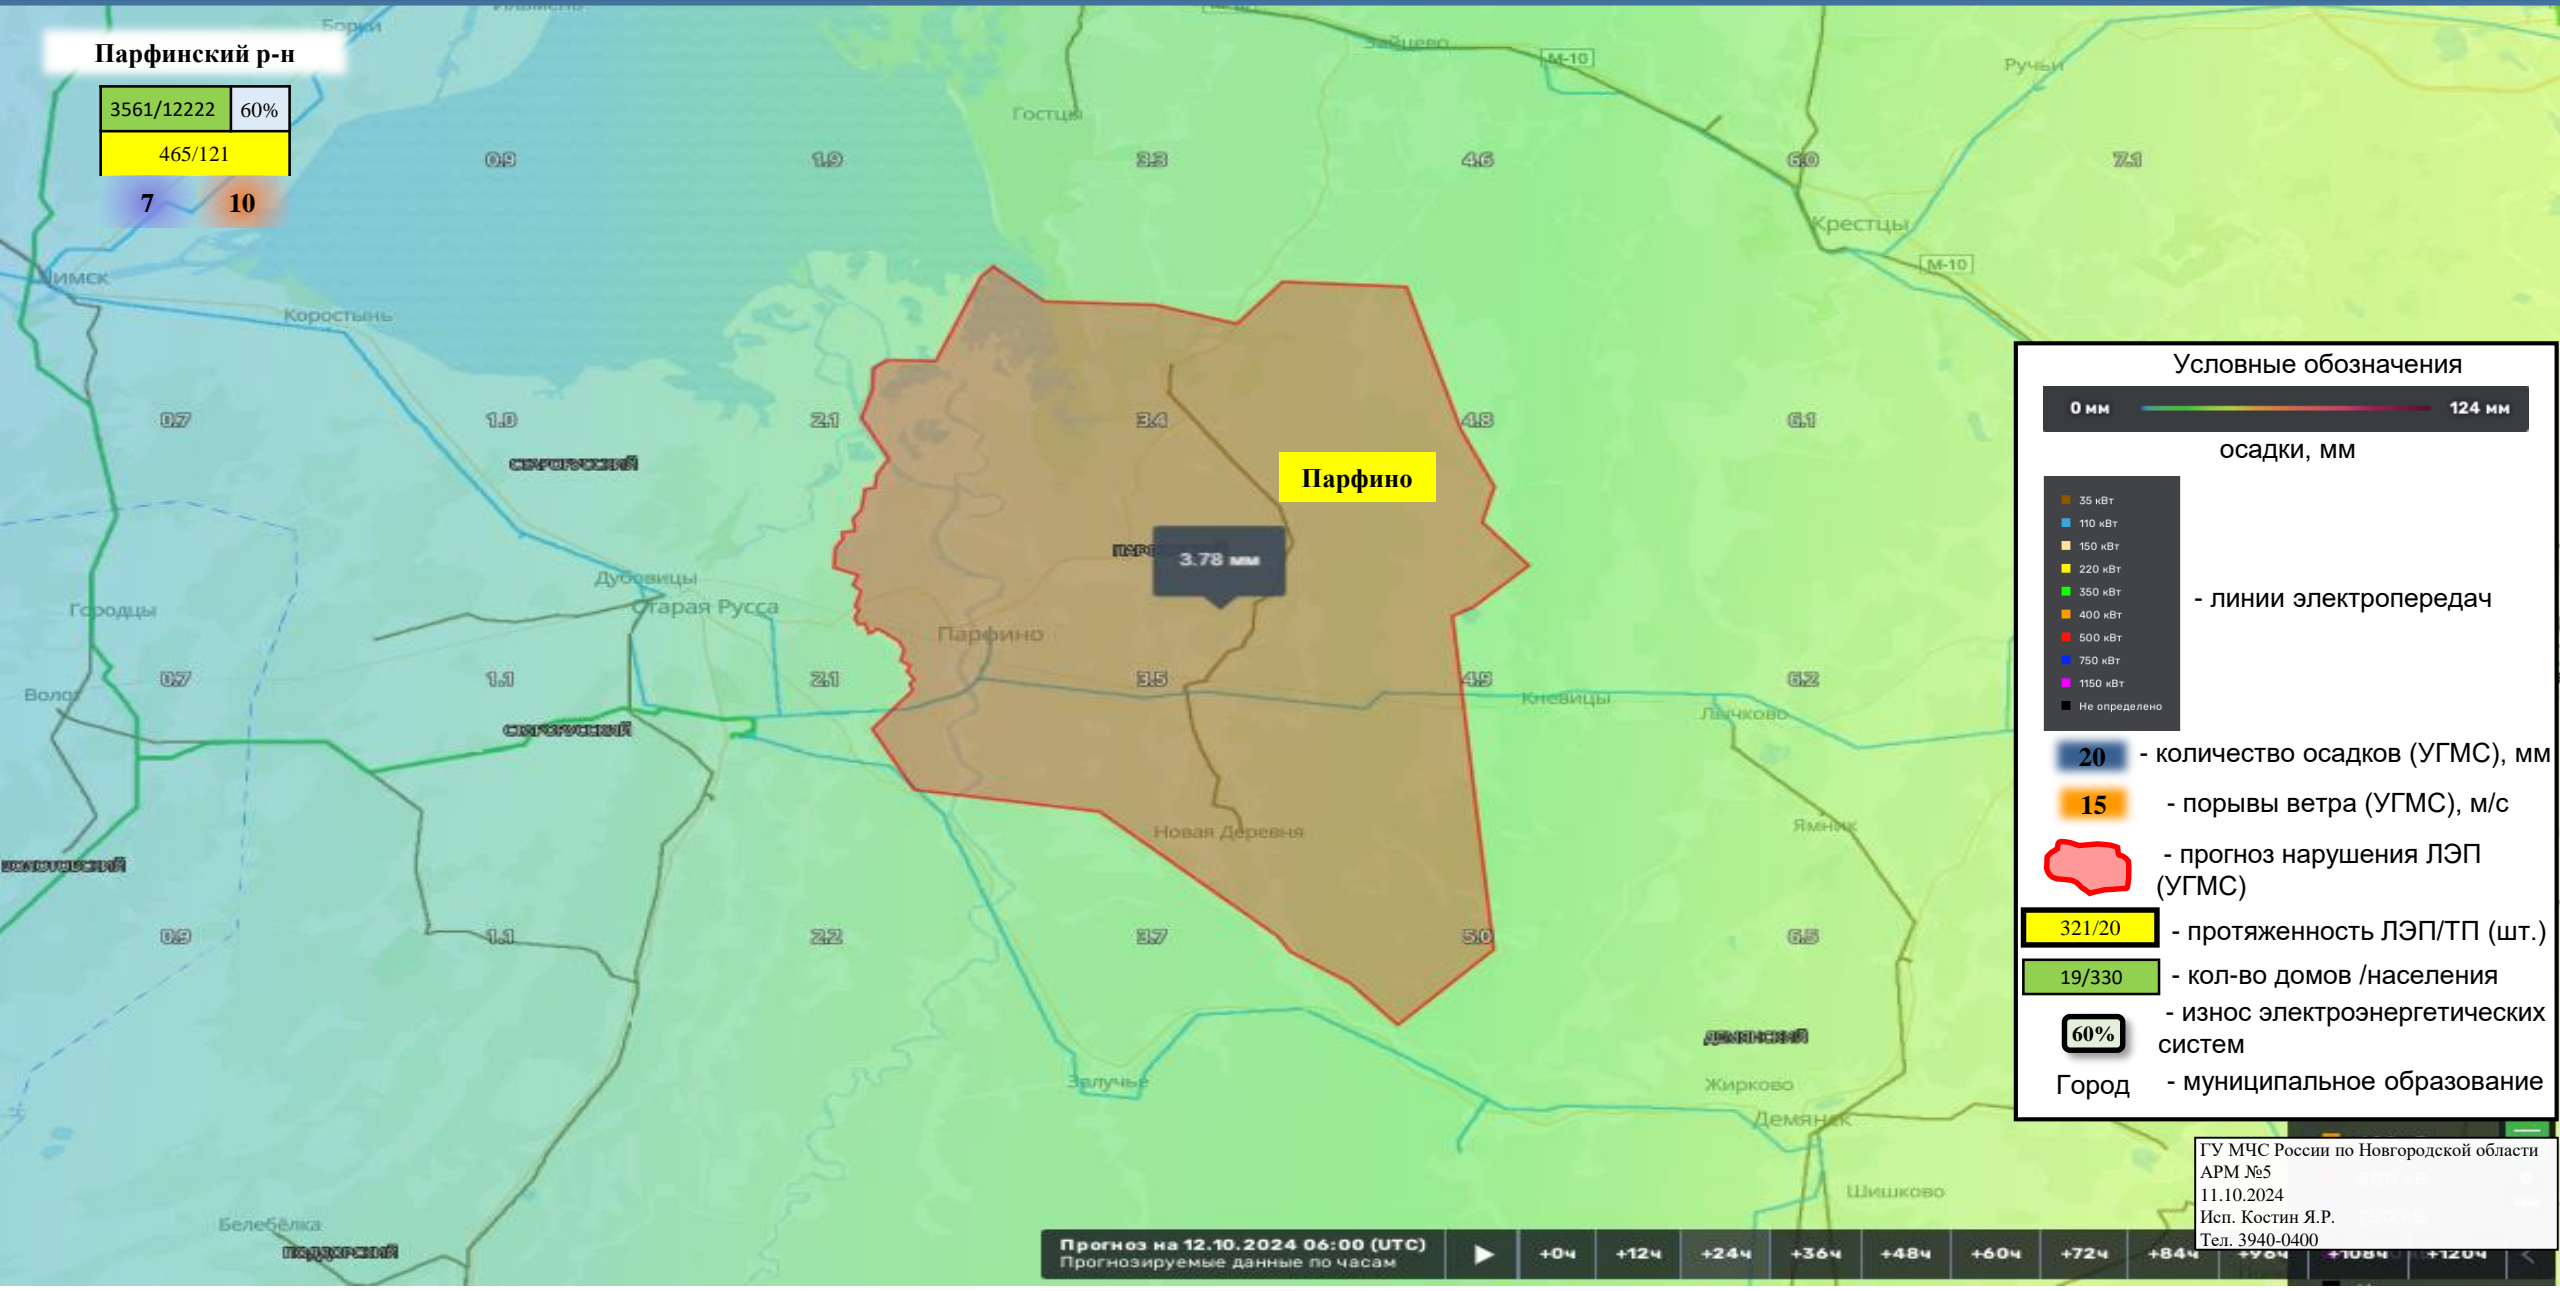 Парфинский р-н
3561/12222 60%
465/121
7 10
Борки
Зайцево
М-10
Ручьи
Гостцы
0.9 1.9 3.3 4.6 6.0 7.1
Крестцы
М-10
Коростынь
0.7 1.0 2.1 3.4 4.8 6.1
СТАРОРУССКИЙ
Парфино
3.78 мм
Дубовицы
Городцы
Старая Русса
Парфино
0.7 1.1 2.1 3.5 4.9 6.2
Кневицы
Лычково
СТАРОРУССКИЙ
Новая Деревня
Ямник
ВОЛОТОВСКИЙ
0.9 1.1 2.2 3.7 5.0 6.5
ДЕМЯНСКИЙ
Залучье
Жирково
Демянск
Шишково
Белебёлка
ПОДДОРСКИЙ
Условные обозначения
0 мм 124 мм
осадки, мм
35 кВт
110 кВт
150 кВт
220 кВт
350 кВт
400 кВт
500 кВт
750 кВт
1150 кВт
Не определено
- линии электропередач
20 - количество осадков (УГМС), мм
15 - порывы ветра (УГМС), м/с
- прогноз нарушения ЛЭП
(УГМС)
321/20 - протяженность ЛЭП/ТП (шт.)
19/330 - кол-во домов /населения
- износ электроэнергетических
60% систем
Город - муниципальное образование
ГУ МЧС России по Новгородской области
АРМ №5
11.10.2024
Исп. Костин Я.Р.
Тел. 3940-0400
Прогноз на 12.10.2024 06:00 (UTC)
Прогнозируемые данные по часам
+0ч +12ч +24ч +36ч +48ч +60ч +72ч +84ч +96ч +108ч +120ч